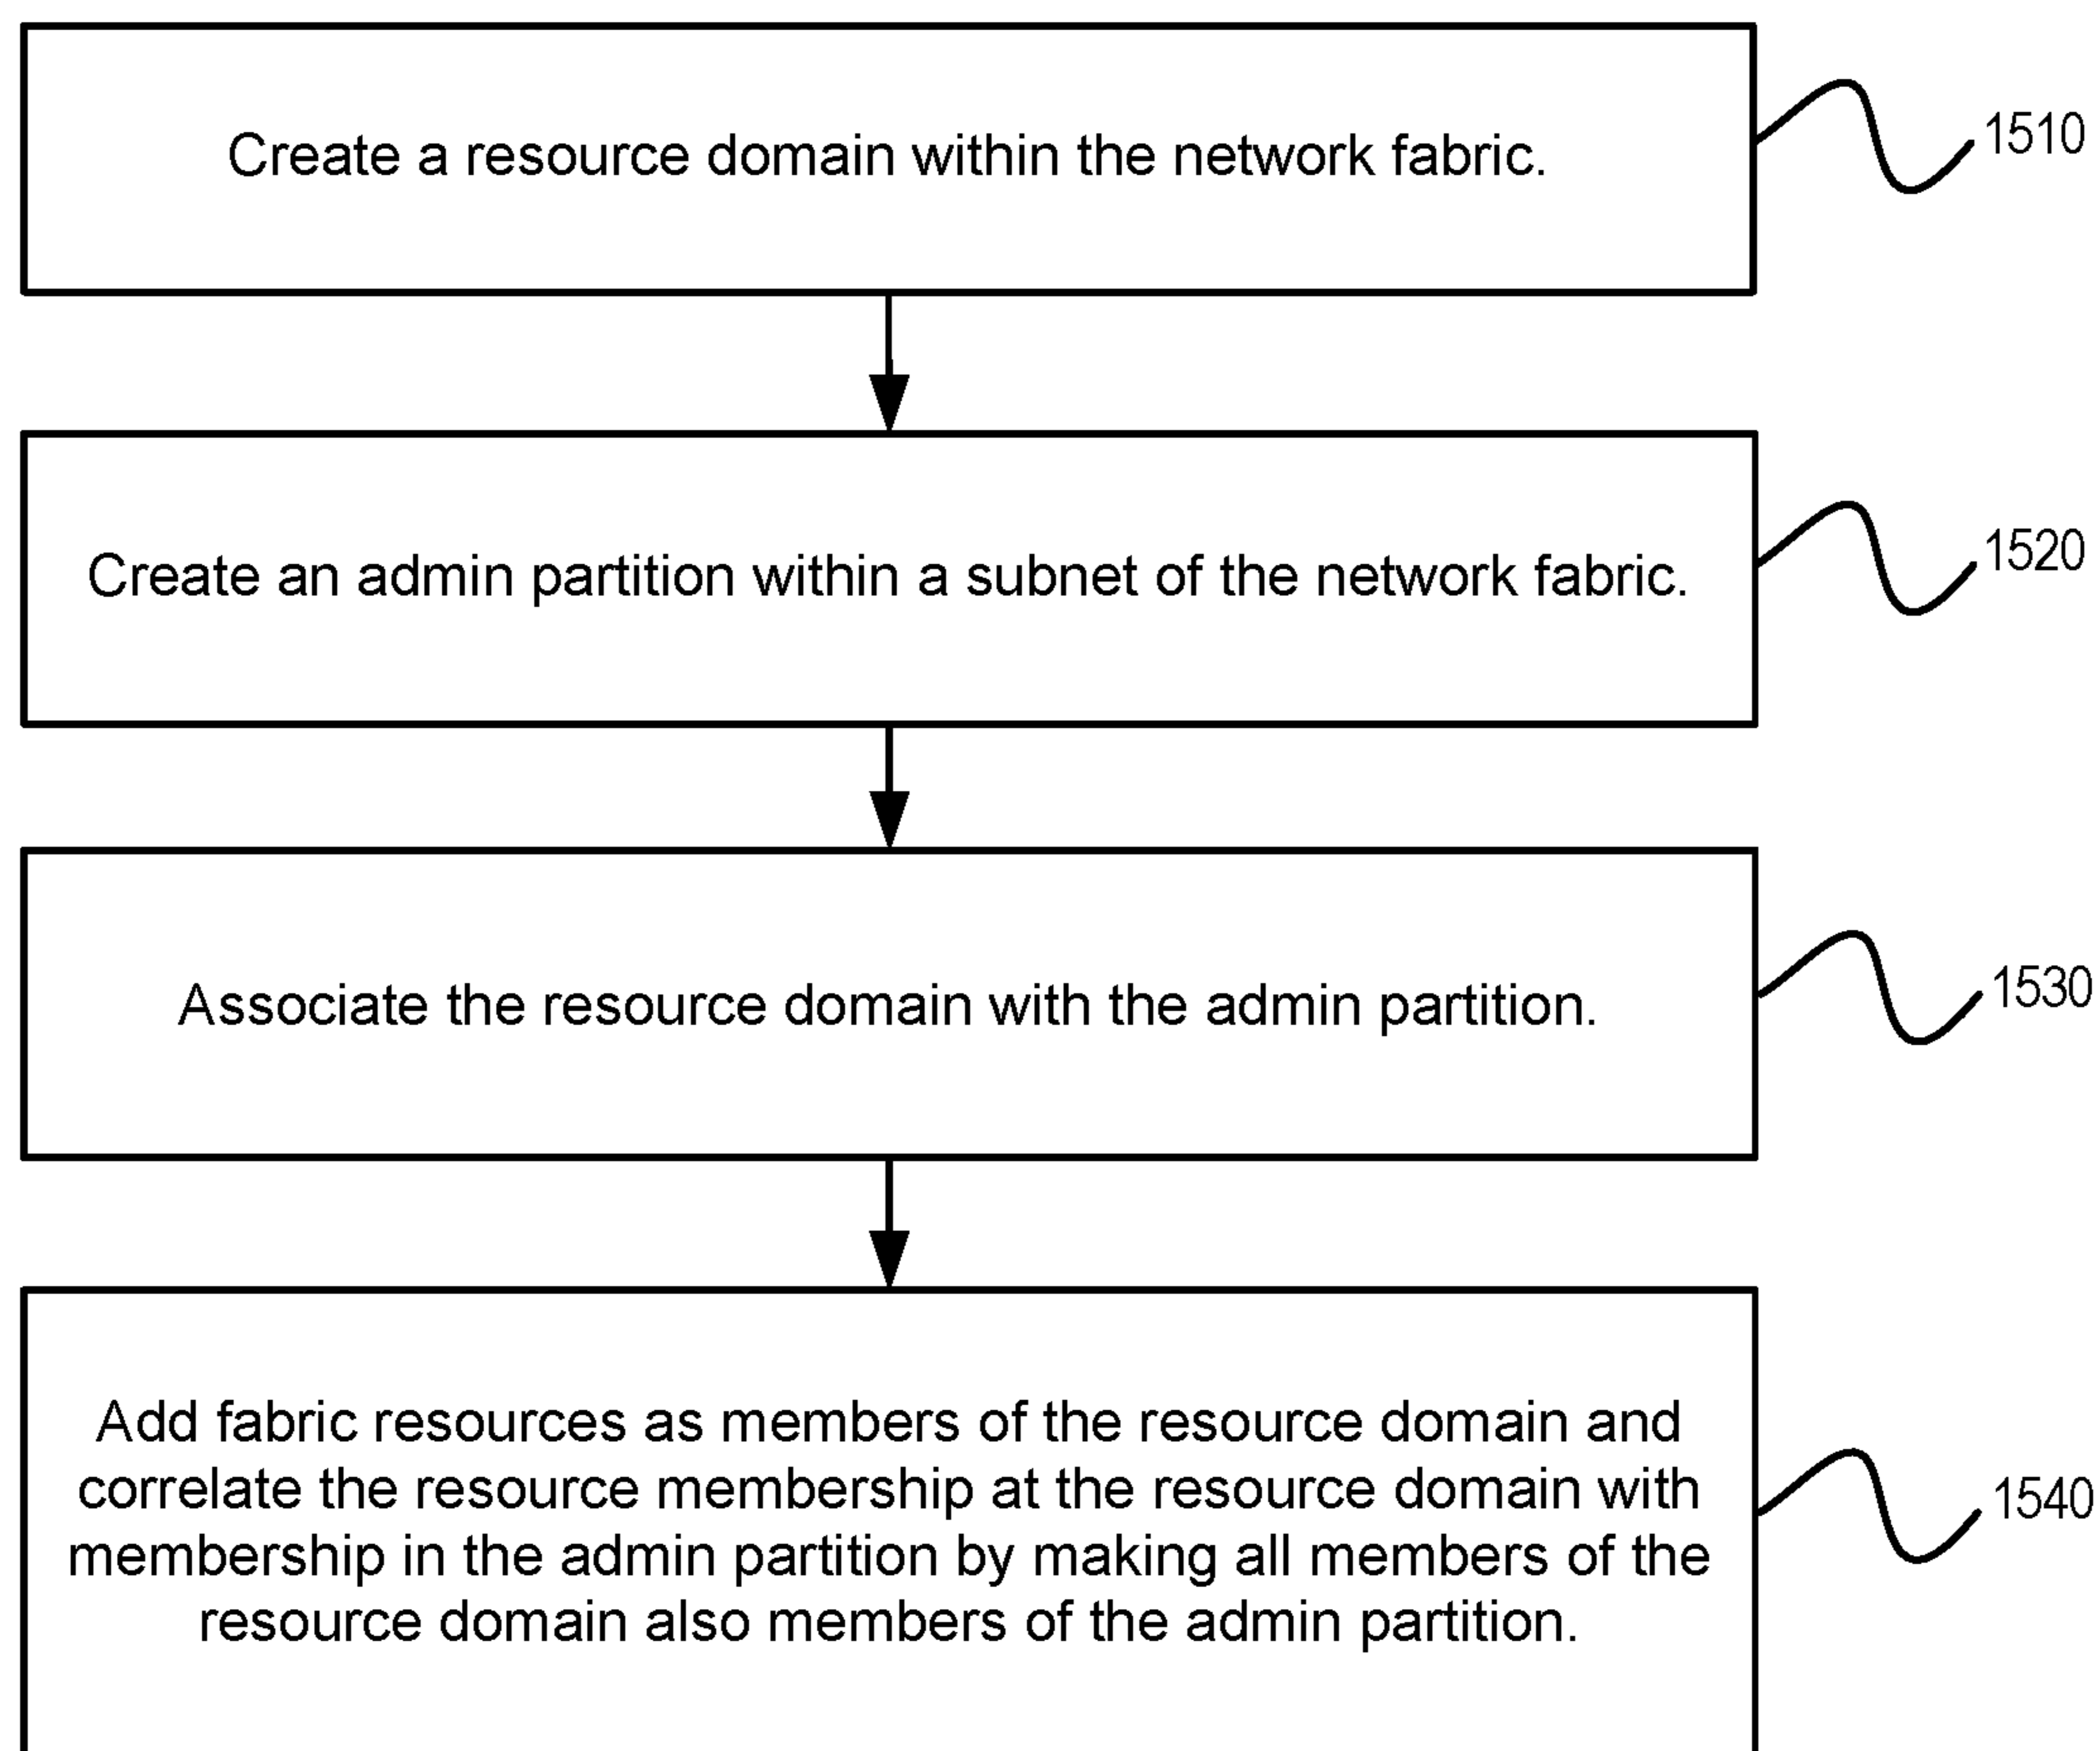 Create a resource domain within the network fabric.
1510
Create an admin partition within a subnet of the network fabric.
1520
Associate the resource domain with the admin partition.
1530
Add fabric resources as members of the resource domain and
correlate the resource membership at the resource domain with
membership in the admin partition by making all members of the
resource domain also members of the admin partition.
1540